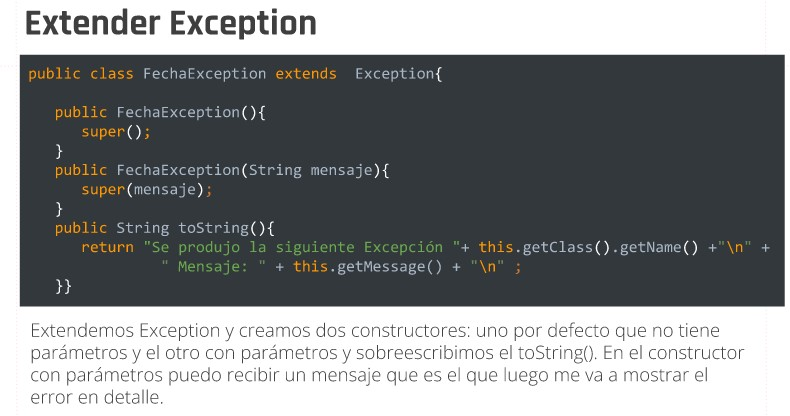 Extender Exception
public class FechaException extends  Exception{
public FechaException(){
super();
}
public FechaException(String mensaje){
super(mensaje);
}
public String toString(){
return "Se produjo la siguiente Excepción "+ this.getClass().getName() +"\n" +
" Mensaje: " + this.getMessage() + "\n" ;
}}
Extendemos Exception y creamos dos constructores: uno por defecto que no tiene
parámetros y el otro con parámetros y sobreescribimos el toString(). En el constructor
con parámetros puedo recibir un mensaje que es el que luego me va a mostrar el
error en detalle.